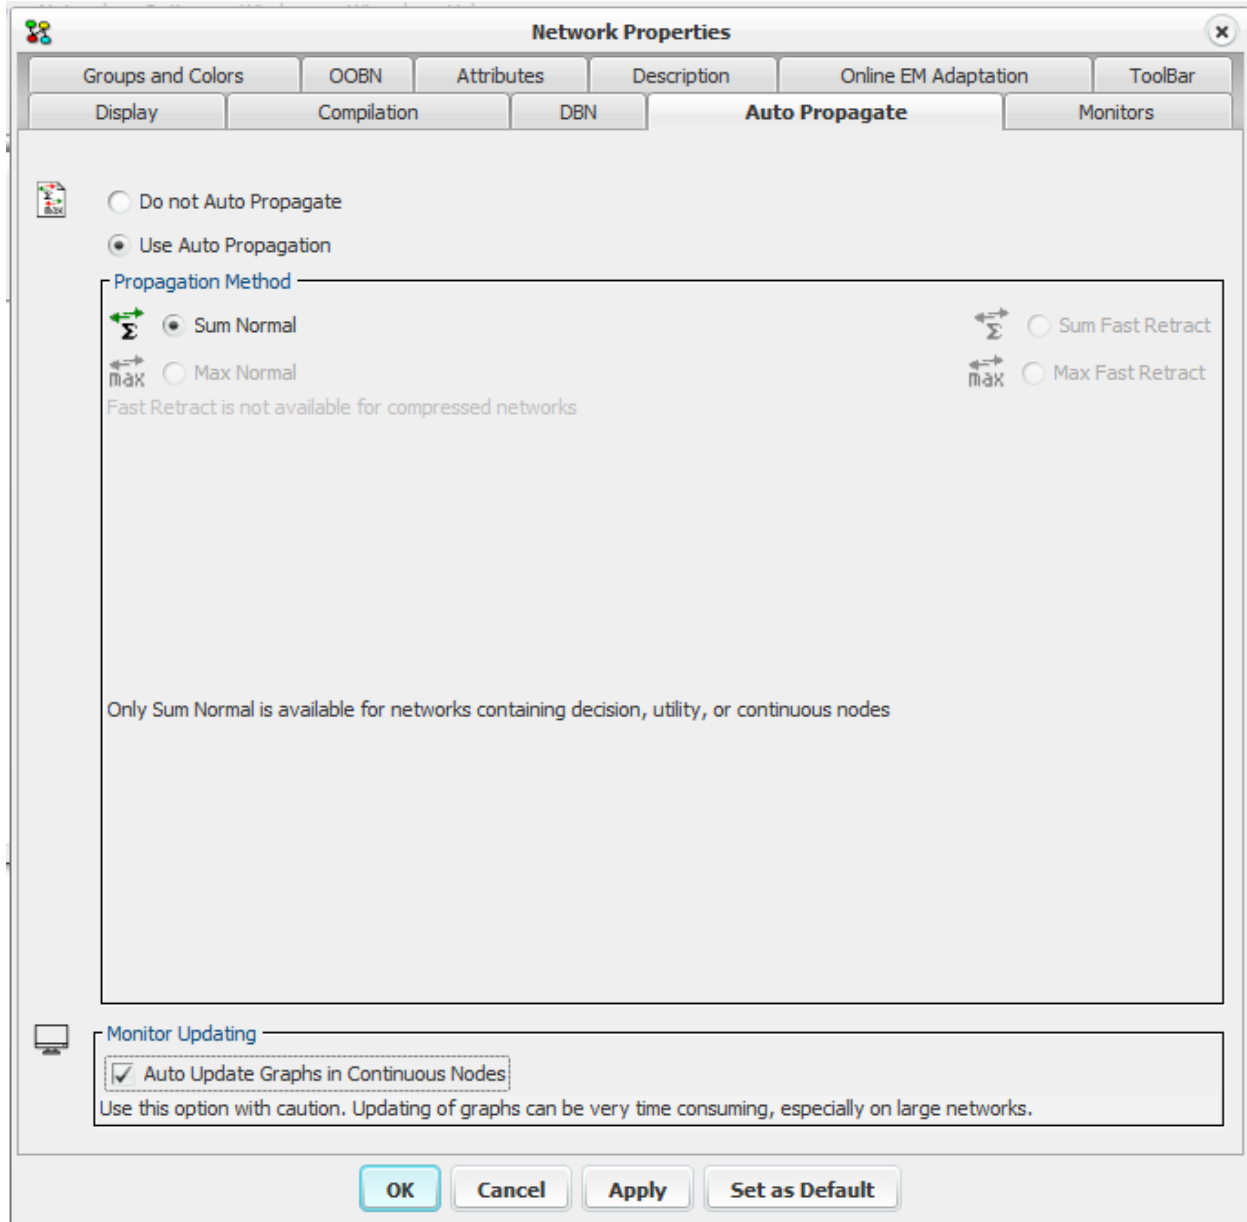 Network Properties
Groups and Colors OOBN Attributes Description Online EM Adaptation ToolBar
Display Compilation DBN Auto Propagate Monitors
Σ
max
Do not Auto Propagate
Use Auto Propagation
Propagation Method
Σ Sum Normal Σ Sum Fast Retract
max Max Normal max Max Fast Retract
Fast Retract is not available for compressed networks
Only Sum Normal is available for networks containing decision, utility, or continuous nodes
Monitor Updating
Auto Update Graphs in Continuous Nodes
Use this option with caution. Updating of graphs can be very time consuming, especially on large networks.
OK Cancel Apply Set as Default